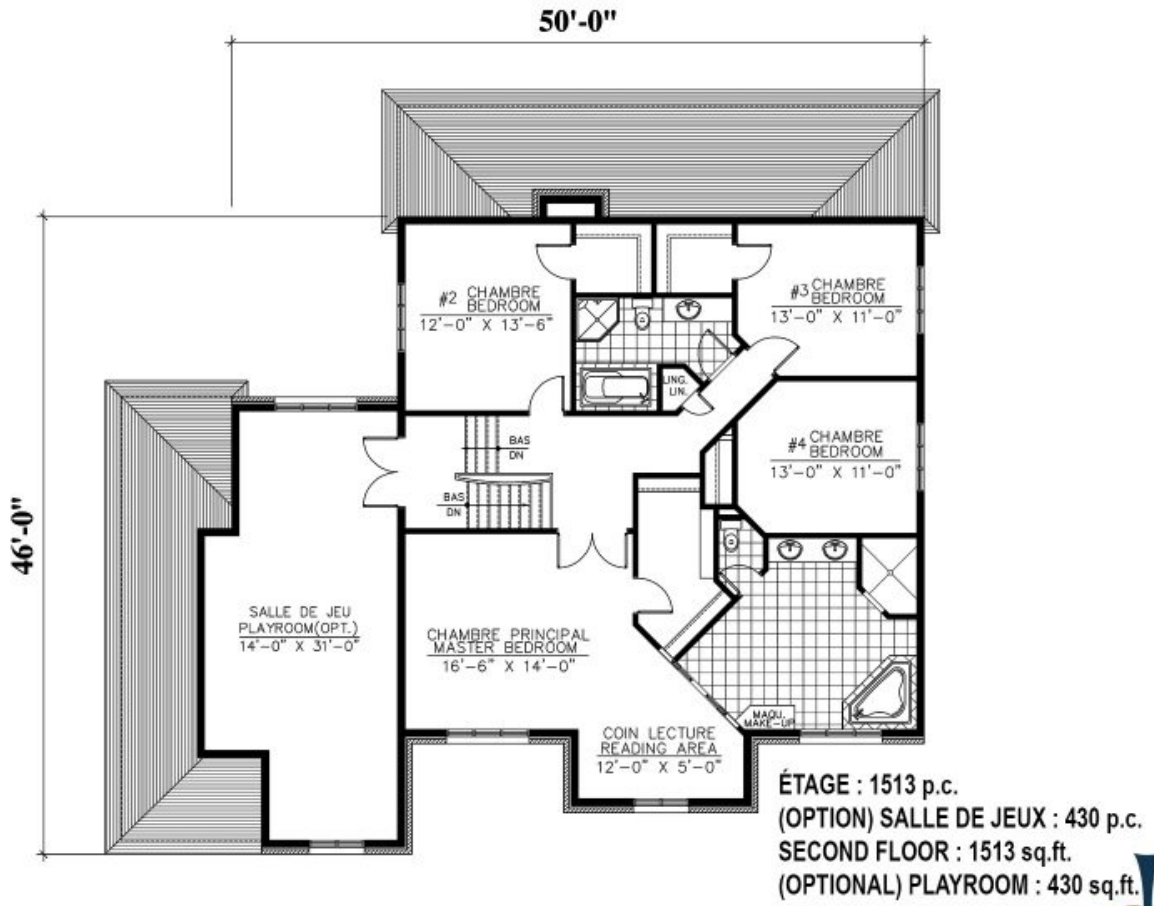 50'-0"
46'-0"
#2 CHAMBRE
BEDROOM
12'-0" X 13'-6"
#3 CHAMBRE
BEDROOM
13'-0" X 11'-0"
LING.
LIN.
#4 CHAMBRE
BEDROOM
13'-0" X 11'-0"
BAS
DN
BAS
DN
SALLE DE JEU
PLAYROOM(OPT.)
14'-0" X 31'-0"
CHAMBRE PRINCIPAL
MASTER BEDROOM
16'-6" X 14'-0"
MAQU.
MAKE-UP
COIN LECTURE
READING AREA
12'-0" X 5'-0"
ÉTAGE : 1513 p.c.
(OPTION) SALLE DE JEUX : 430 p.c.
SECOND FLOOR : 1513 sq.ft.
(OPTIONAL) PLAYROOM : 430 sq.ft.